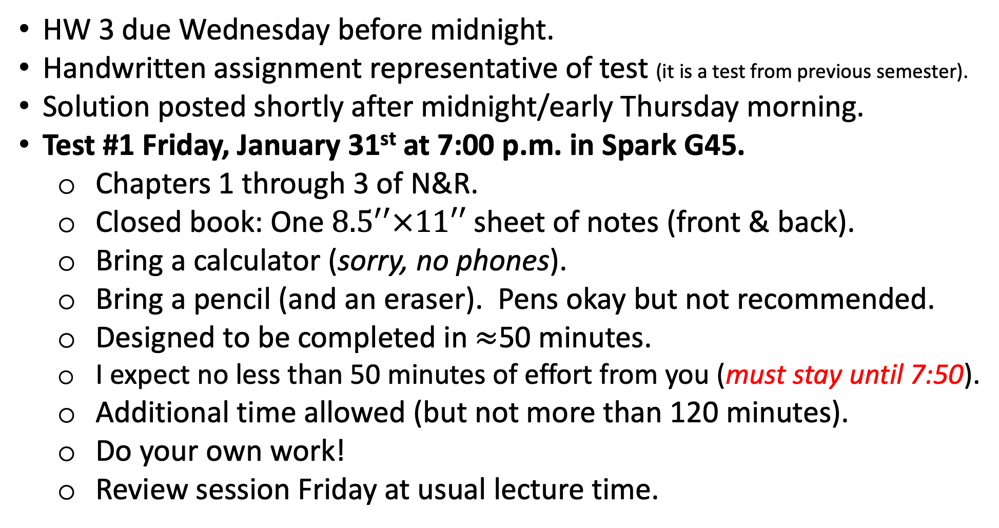 • HW 3 due Wednesday before midnight.
• Handwritten assignment representative of test (it is a test from previous semester).
• Solution posted shortly after midnight/early Thursday morning.
• Test #1 Friday, January 31st at 7:00 p.m. in Spark G45.
○ Chapters 1 through 3 of N&R.
○ Closed book: One 8.5′′×11′′ sheet of notes (front & back).
○ Bring a calculator (sorry, no phones).
○ Bring a pencil (and an eraser).  Pens okay but not recommended.
○ Designed to be completed in ≈50 minutes.
○ I expect no less than 50 minutes of effort from you (must stay until 7:50).
○ Additional time allowed (but not more than 120 minutes).
○ Do your own work!
○ Review session Friday at usual lecture time.